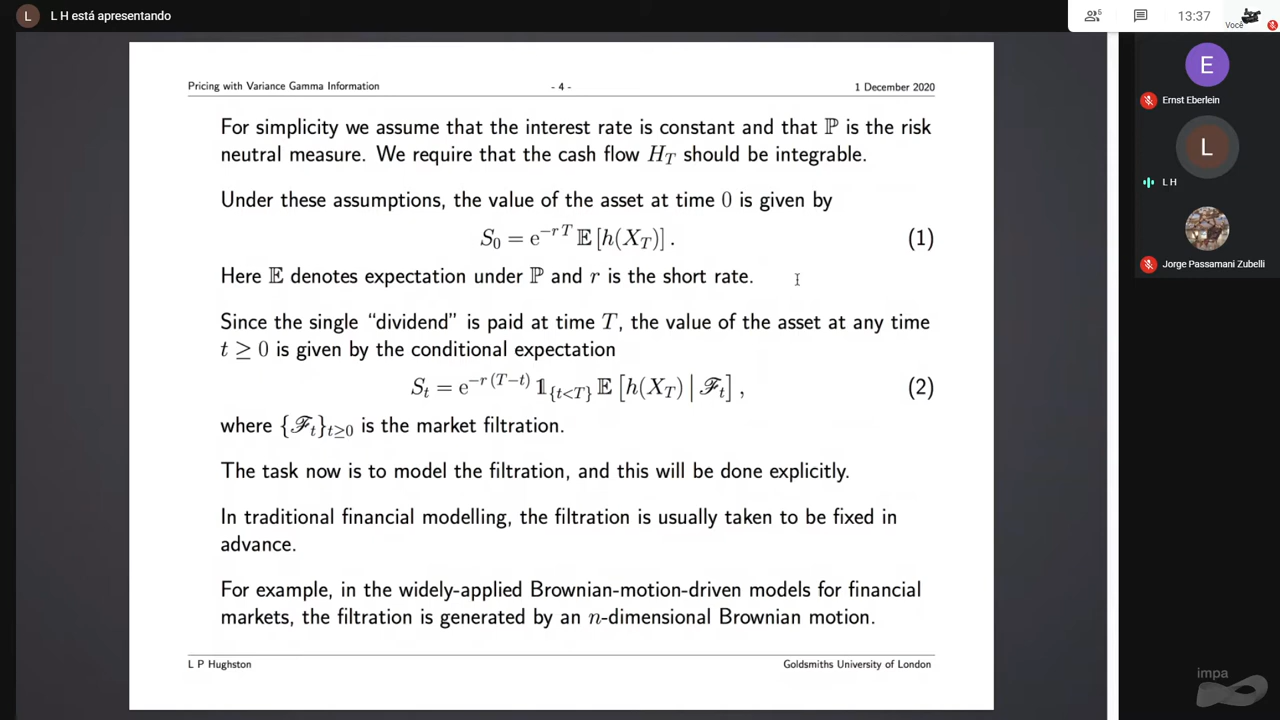 L
L H está apresentando
6
13:37
Você
Pricing with Variance Gamma Information
- 4 -
1 December 2020
For simplicity we assume that the interest rate is constant and that ℙ is the risk
neutral measure. We require that the cash flow H_T should be integrable.
Under these assumptions, the value of the asset at time 0 is given by
S_0 = e^{−r T} 𝔼 [h(X_T)] . (1)
Here 𝔼 denotes expectation under ℙ and r is the short rate.
Since the single “dividend” is paid at time T, the value of the asset at any time
t ≥ 0 is given by the conditional expectation
S_t = e^{−r (T−t)} 𝟙_{{t<T}} 𝔼 [h(X_T) | ℱ_t] , (2)
where {ℱ_t}_{t≥0} is the market filtration.
The task now is to model the filtration, and this will be done explicitly.
In traditional financial modelling, the filtration is usually taken to be fixed in
advance.
For example, in the widely-applied Brownian-motion-driven models for financial
markets, the filtration is generated by an n-dimensional Brownian motion.
L P Hughston
Goldsmiths University of London
E
Ernst Eberlein
L
L H
Jorge Passamani Zubelli
impa